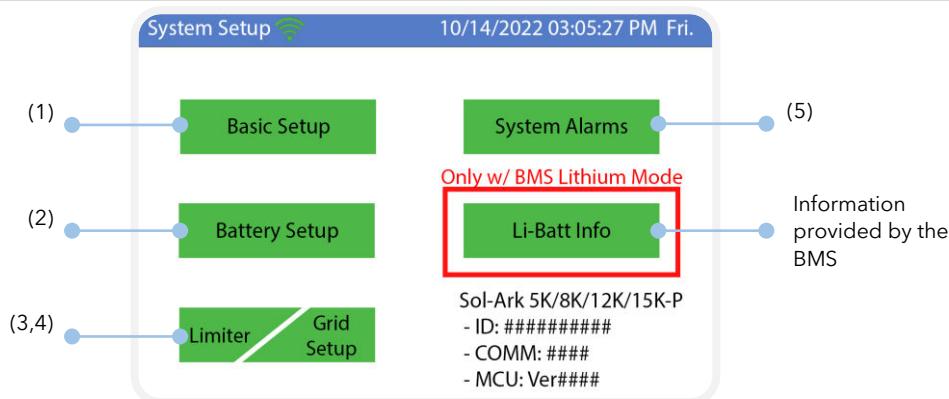 System Setup
10/14/2022 03:05:27 PM Fri.
(1)
Basic Setup
System Alarms
(5)
Only w/ BMS Lithium Mode
(2)
Battery Setup
Li-Batt Info
Information
provided by the
BMS
(3,4)
Limiter
Grid
Setup
Sol-Ark 5K/8K/12K/15K-P
- ID: ##########
- COMM: ####
- MCU: Ver####